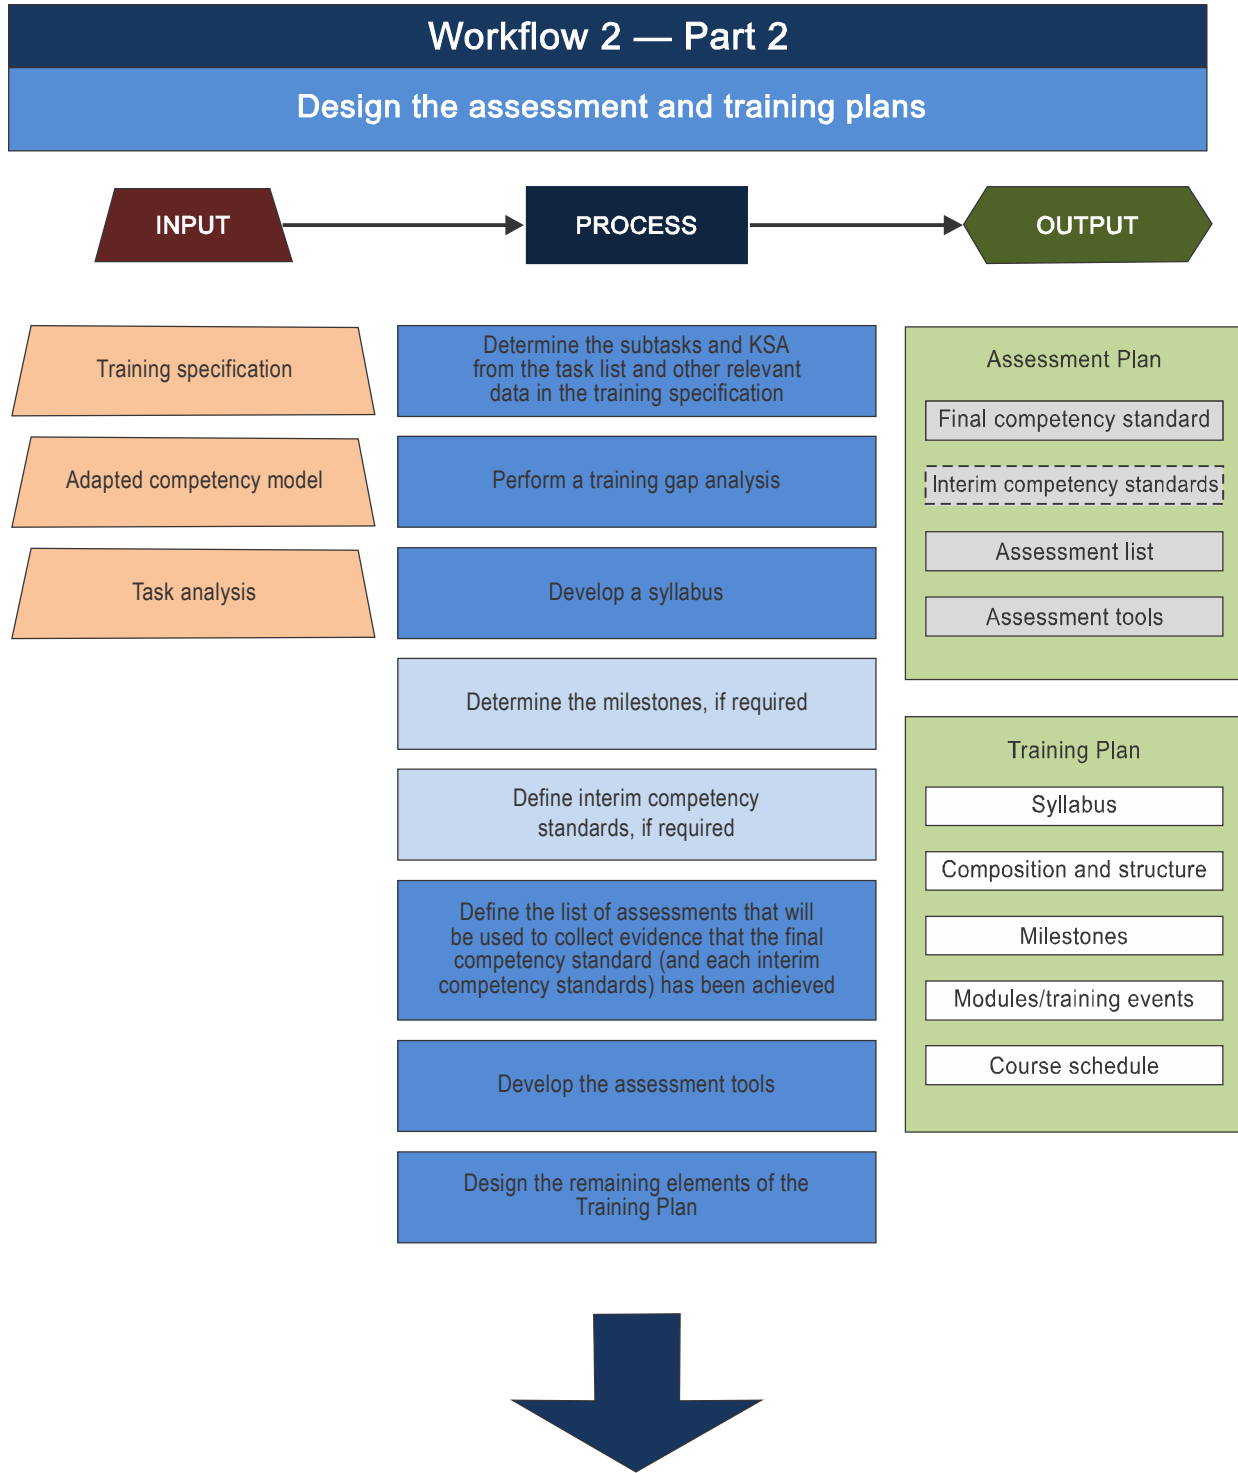 Workflow 2 — Part 2
Design the assessment and training plans
INPUT
PROCESS
OUTPUT
Training specification
Adapted competency model
Task analysis
Determine the subtasks and KSA
from the task list and other relevant
data in the training specification
Perform a training gap analysis
Develop a syllabus
Determine the milestones, if required
Define interim competency
standards, if required
Define the list of assessments that will
be used to collect evidence that the final
competency standard (and each interim
competency standards) has been achieved
Develop the assessment tools
Design the remaining elements of the
Training Plan
Assessment Plan
Final competency standard
Interim competency standards
Assessment list
Assessment tools
Training Plan
Syllabus
Composition and structure
Milestones
Modules/training events
Course schedule